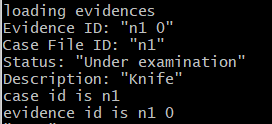 loading evidences
Evidence ID: "n1 0"
Case File ID: "n1"
Status: "Under examination"
Description: "Knife"
case id is n1
evidence id is n1 0